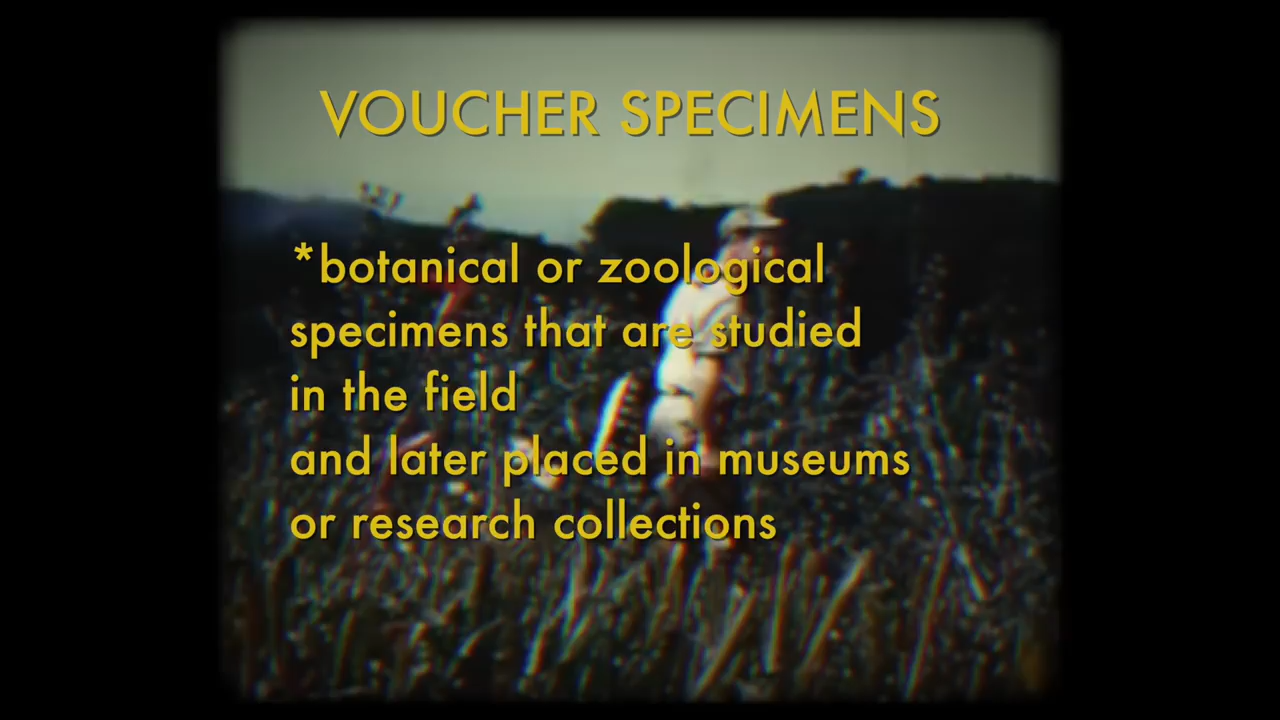 VOUCHER SPECIMENS
*botanical or zoological
specimens that are studied
in the field
and later placed in museums
or research collections